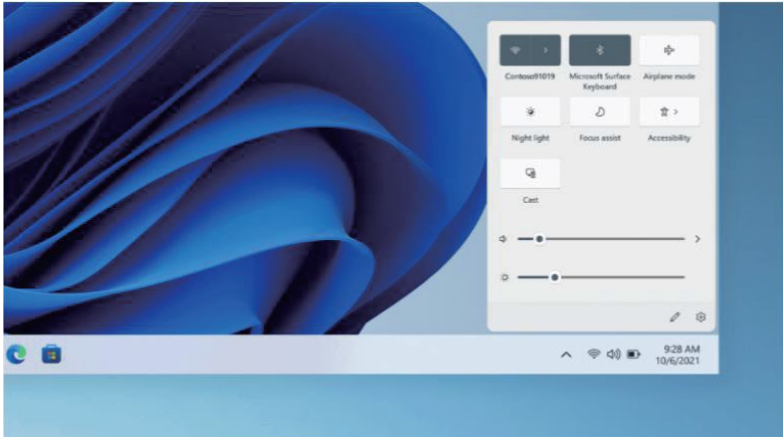 Contoso91019
Microsoft Surface
Keyboard
Airplane mode
Night light
Focus assist
Accessibility
Cast
9:28 AM
10/6/2021